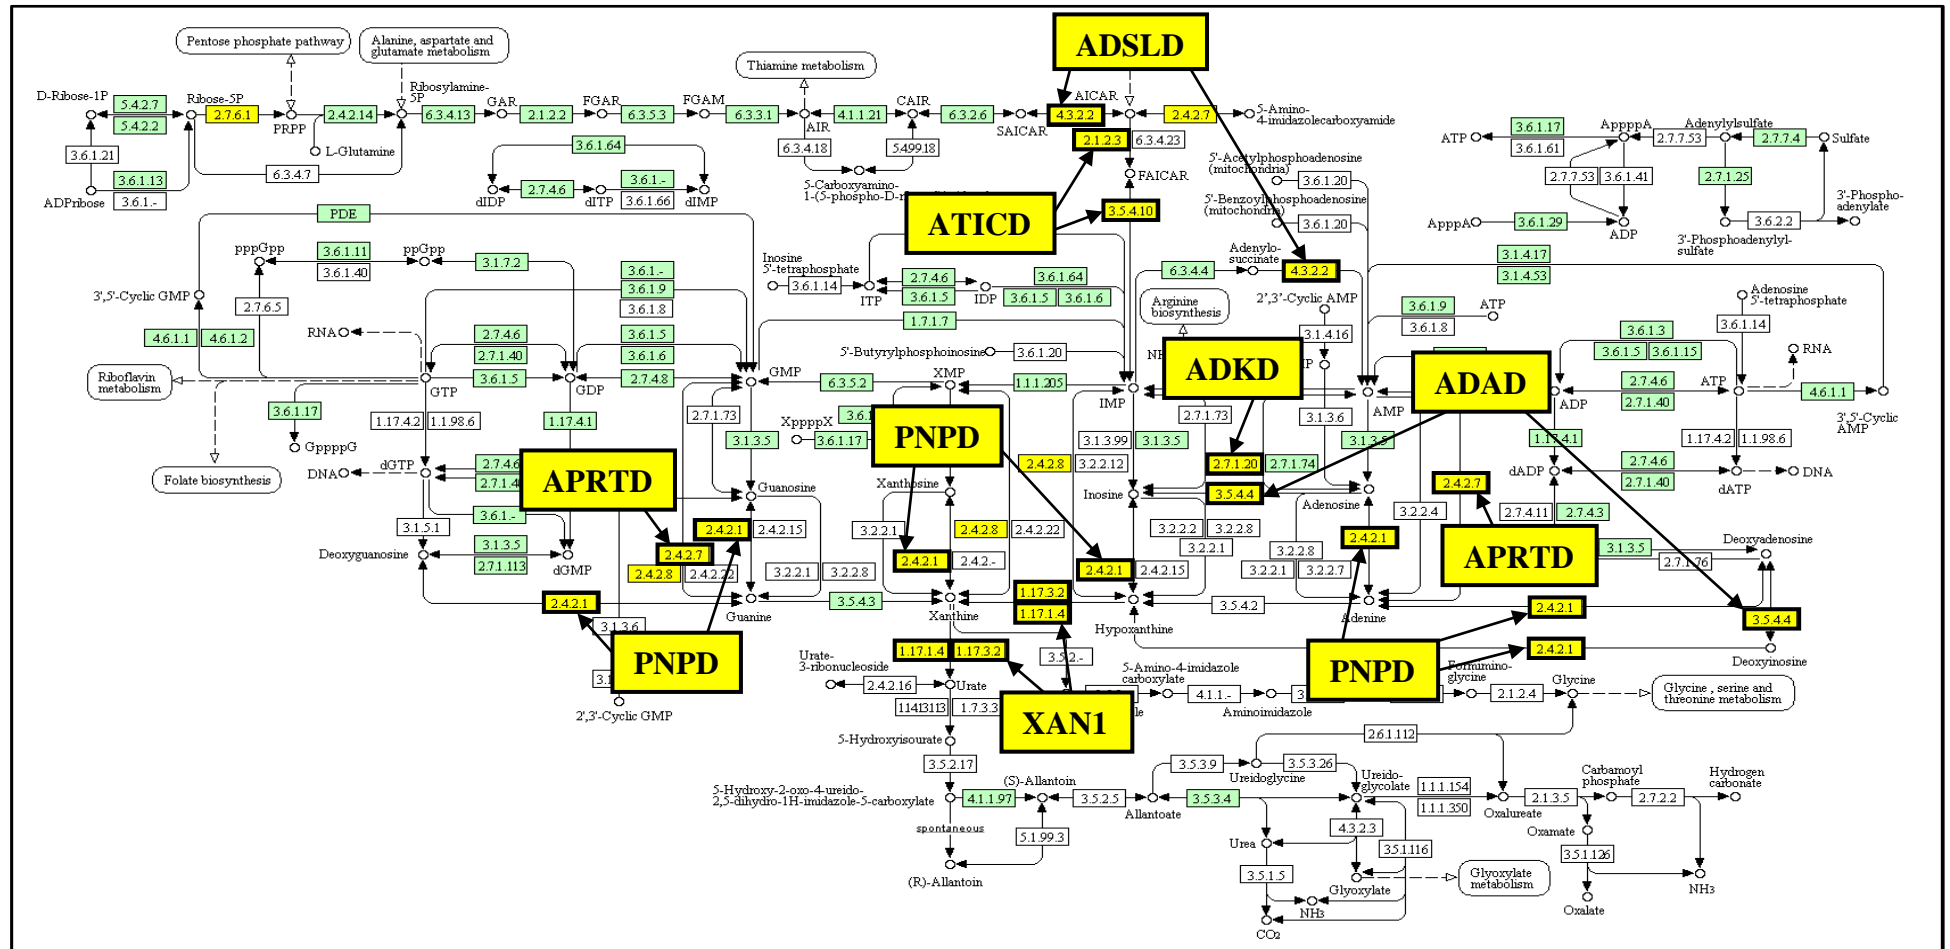 Pentose phosphate pathway
Alanine, aspartate and
glutamate metabolism
Thiamine metabolism
ADSLD
D-Ribose-1P
5.4.2.7
5.4.2.2
Ribose-5P
2.7.6.1
PRPP
2.4.2.14
Ribosylamine-
5P
6.3.4.13
GAR
2.1.2.2
FGAR
6.3.5.3
FGAM
6.3.3.1
AIR
4.1.1.21
CAIR
6.3.2.6
SAICAR
4.3.2.2
AICAR
2.4.2.7
5-Amino-
4-imidazolecarboxyamide
3.6.1.21
L-Glutamine
6.3.4.7
3.6.1.13
3.6.1.-
ADPribose
3.6.1.64
dIDP
2.7.4.6
dITP
3.6.1.-
3.6.1.66
dIMP
6.3.4.18
5.4.99.18
5-Carboxyamino-
1-(5-phospho-D-r
2.1.2.3
6.3.4.23
FAICAR
3.5.4.10
ATICD
5'-Acetylphosphoadenosine
(mitochondria)
3.6.1.20
5'-Benzoylphosphoadenosine
(mitochondria)
3.6.1.20
ATP
3.6.1.17
3.6.1.61
AppppA
2.7.7.53
Adenylylsulfate
2.7.7.4
Sulfate
2.7.7.53
3.6.1.41
2.7.1.25
ApppA
3.6.1.29
ADP
3.6.2.2
3'-Phospho-
adenylate
3'-Phosphoadenylyl-
sulfate
PDE
pppGpp
3.6.1.11
3.6.1.40
ppGpp
3.1.7.2
3.6.1.-
3.6.1.9
3.6.1.8
3',5'-Cyclic GMP
2.7.6.5
Inosine
5'-tetraphosphate
3.6.1.14
ITP
2.7.4.6
3.6.1.5
IDP
3.6.1.64
3.6.1.5
3.6.1.6
6.3.4.4
Adenylo-
succinate
4.3.2.2
3.1.4.17
3.1.4.53
4.6.1.1
4.6.1.2
RNA
2.7.4.6
2.7.1.40
3.6.1.5
3.6.1.6
1.7.1.7
Arginine
biosynthesis
2',3'-Cyclic AMP
3.1.4.16
3.6.1.9
3.6.1.8
ATP
Adenosine
5'-tetraphosphate
3.6.1.14
3.6.1.3
3.6.1.5
3.6.1.15
RNA
5'-Butyrylphosphoinosine
3.6.1.20
ADKD
ADAD
Riboflavin
metabolism
GTP
3.6.1.5
GDP
2.7.4.8
GMP
6.3.5.2
XMP
1.1.1.205
IMP
AMP
ADP
2.7.4.6
2.7.1.40
ATP
4.6.1.1
3',5'-Cyclic
AMP
3.6.1.17
GppppG
1.17.4.2
1.1.98.6
1.17.4.1
2.7.1.73
3.1.3.5
XppppX
3.6.1.17
PNPD
3.1.3.99
3.1.3.5
2.7.1.73
3.1.3.6
1.17.4.1
1.17.4.2
1.1.98.6
Folate biosynthesis
DNA
dGTP
2.7.4.6
APRTD
Guanosine
Xanthosine
2.4.2.8
3.2.2.12
Inosine
2.7.1.20
2.7.1.74
3.5.4.4
Adenosine
2.4.2.7
dADP
2.7.4.6
2.7.1.40
dATP
DNA
3.1.5.1
3.6.1.-
3.1.3.5
2.7.1.113
Deoxyguanosine
dGMP
2.4.2.7
2.4.2.8
2.4.2.22
2.4.2.1
2.4.2.15
3.2.2.1
3.2.2.8
3.2.2.1
2.4.2.8
2.4.2.22
2.4.2.1
2.4.2.-
2.4.2.1
2.4.2.15
3.2.2.2
3.2.2.8
3.2.2.1
3.2.2.8
3.2.2.1
3.2.2.7
2.4.2.1
3.2.2.4
2.7.4.11
2.7.4.3
APRTD
3.1.3.5
Deoxyadenosine
2.4.2.1
3.1.3.6
Guanine
3.5.4.3
Xanthine
1.17.3.2
1.17.1.4
Hypoxanthine
3.5.4.2
Adenine
2.4.2.1
3.5.4.4
2.4.2.1
Deoxyinosine
PNPD
2',3'-Cyclic GMP
Urate-
3-ribonucleoside
2.4.2.16
1.17.1.4
1.17.3.2
Urate
3.5.2.-
1.7.3.3
XAN1
5-Amino-4-imidazole
carboxylate
4.1.1.-
Aminoimidazole
PNPD
Formimino-
glycine
2.1.2.4
Glycine
Glycine , serine and
threonine metabolism
5-Hydroxyisourate
3.5.2.17
5-Hydroxy-2-oxo-4-ureido-
2,5-dihydro-1H-imidazole-5-carboxylate
4.1.1.97
(S)-Allantoin
3.5.2.5
Allantoate
3.5.3.9
Ureidoglycine
3.5.3.26
3.5.3.4
Ureido-
glycolate
2.6.1.112
1.1.1.154
1.1.1.350
Oxalureate
2.1.3.5
Carbamoyl
phosphate
2.7.2.2
Hydrogen
carbonate
spontaneous
5.1.99.3
(R)-Allantoin
Urea
3.5.1.5
4.3.2.3
3.5.1.116
Glyoxylate
Glyoxylate
metabolism
NH3
CO2
Oxamate
3.5.1.126
Oxalate
NH3